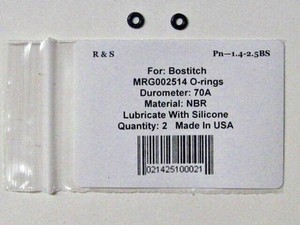 R & S Pn—1.4-2.5BS
For: Bostitch
MRG002514 O-rings
Durometer: 70A
Material: NBR
Lubricate With Silicone
Quantity: 2 Made In USA
021425100021